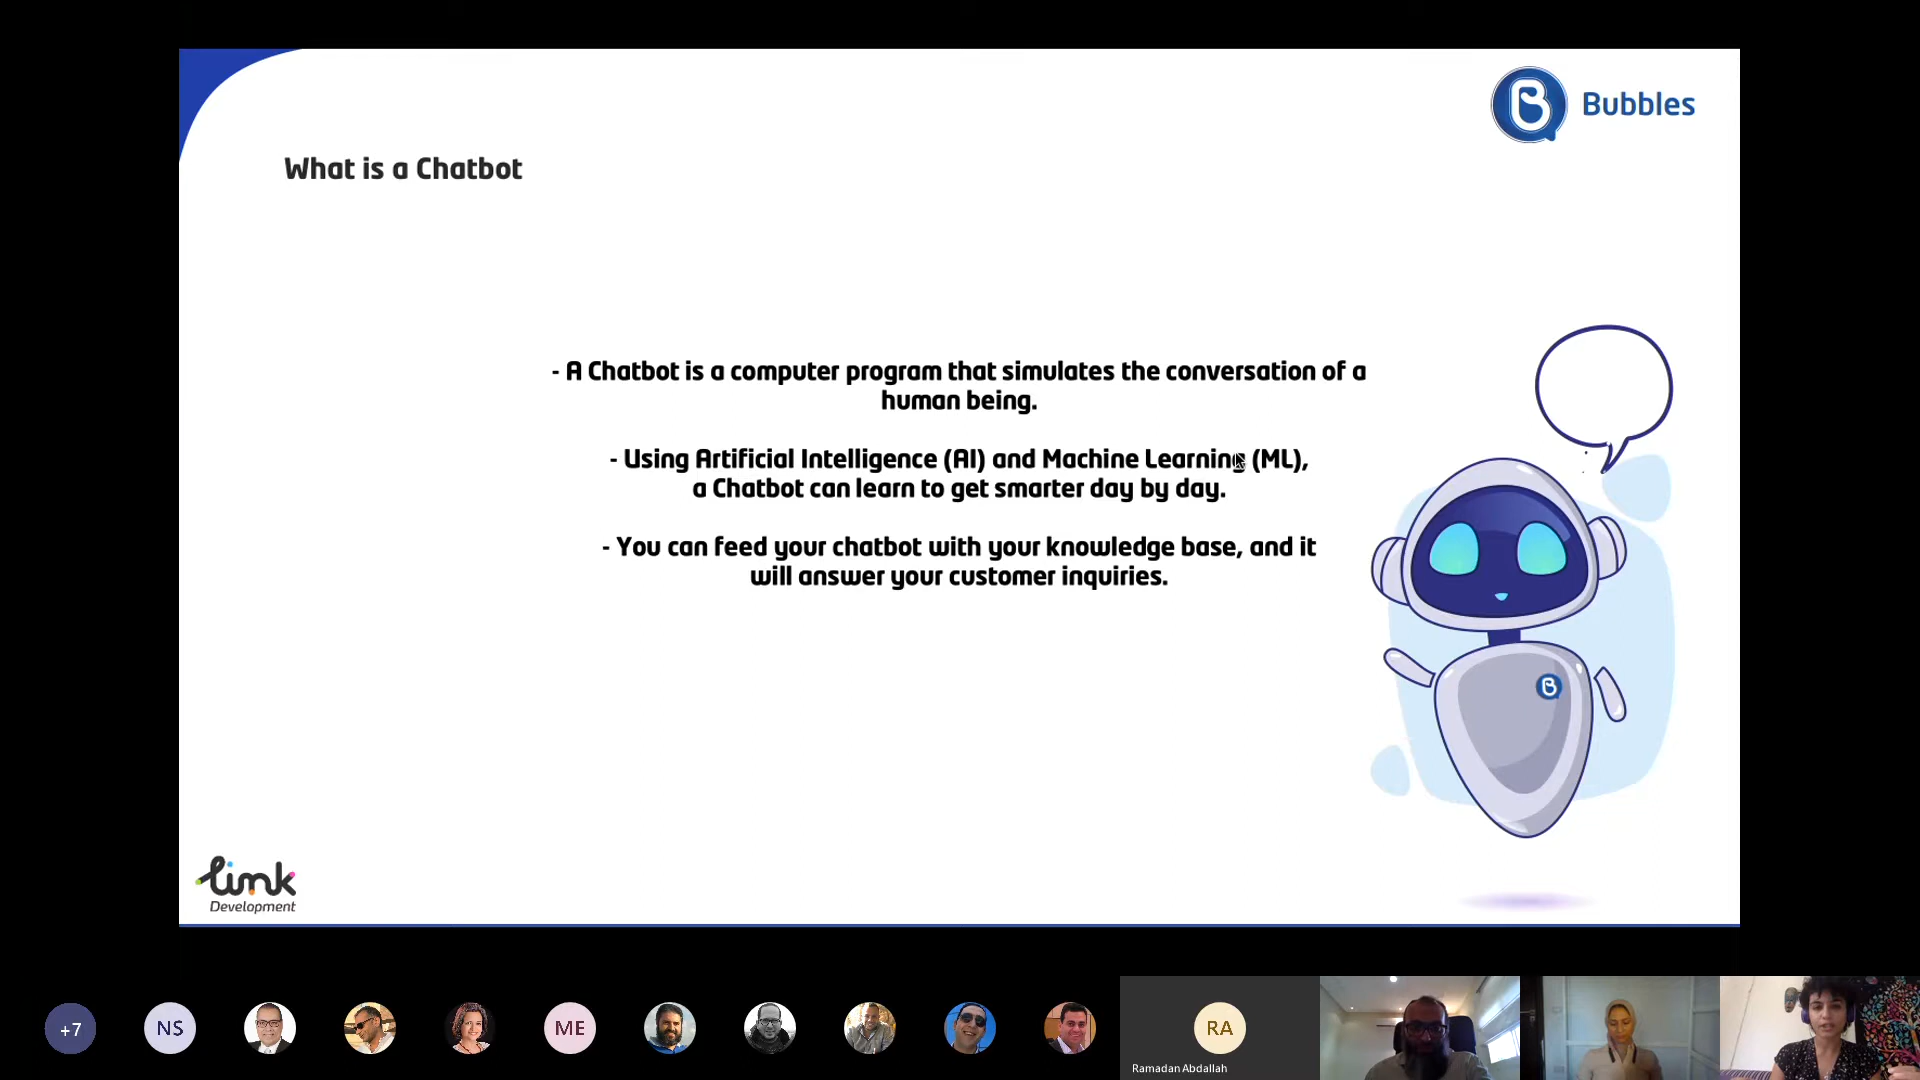 B Bubbles
What is a Chatbot
- A Chatbot is a computer program that simulates the conversation of a
human being.
- Using Artificial Intelligence (AI) and Machine Learning (ML),
a Chatbot can learn to get smarter day by day.
- You can feed your chatbot with your knowledge base, and it
will answer your customer inquiries.
B
link
Development
+7
NS
ME
RA
Ramadan Abdallah